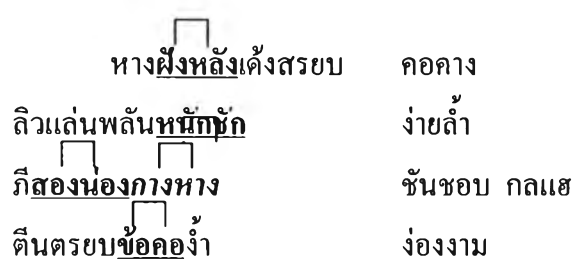 หางฝังหลังเด้งสรยบ คอคาง
ลิวแล่นพลันหนักชัก ง่ายล้ำ
ภีสองน่องกางห่าง ชันชอบ กลแฮ
ตีนตรยบข้อคอง้ำ ง่องงาม